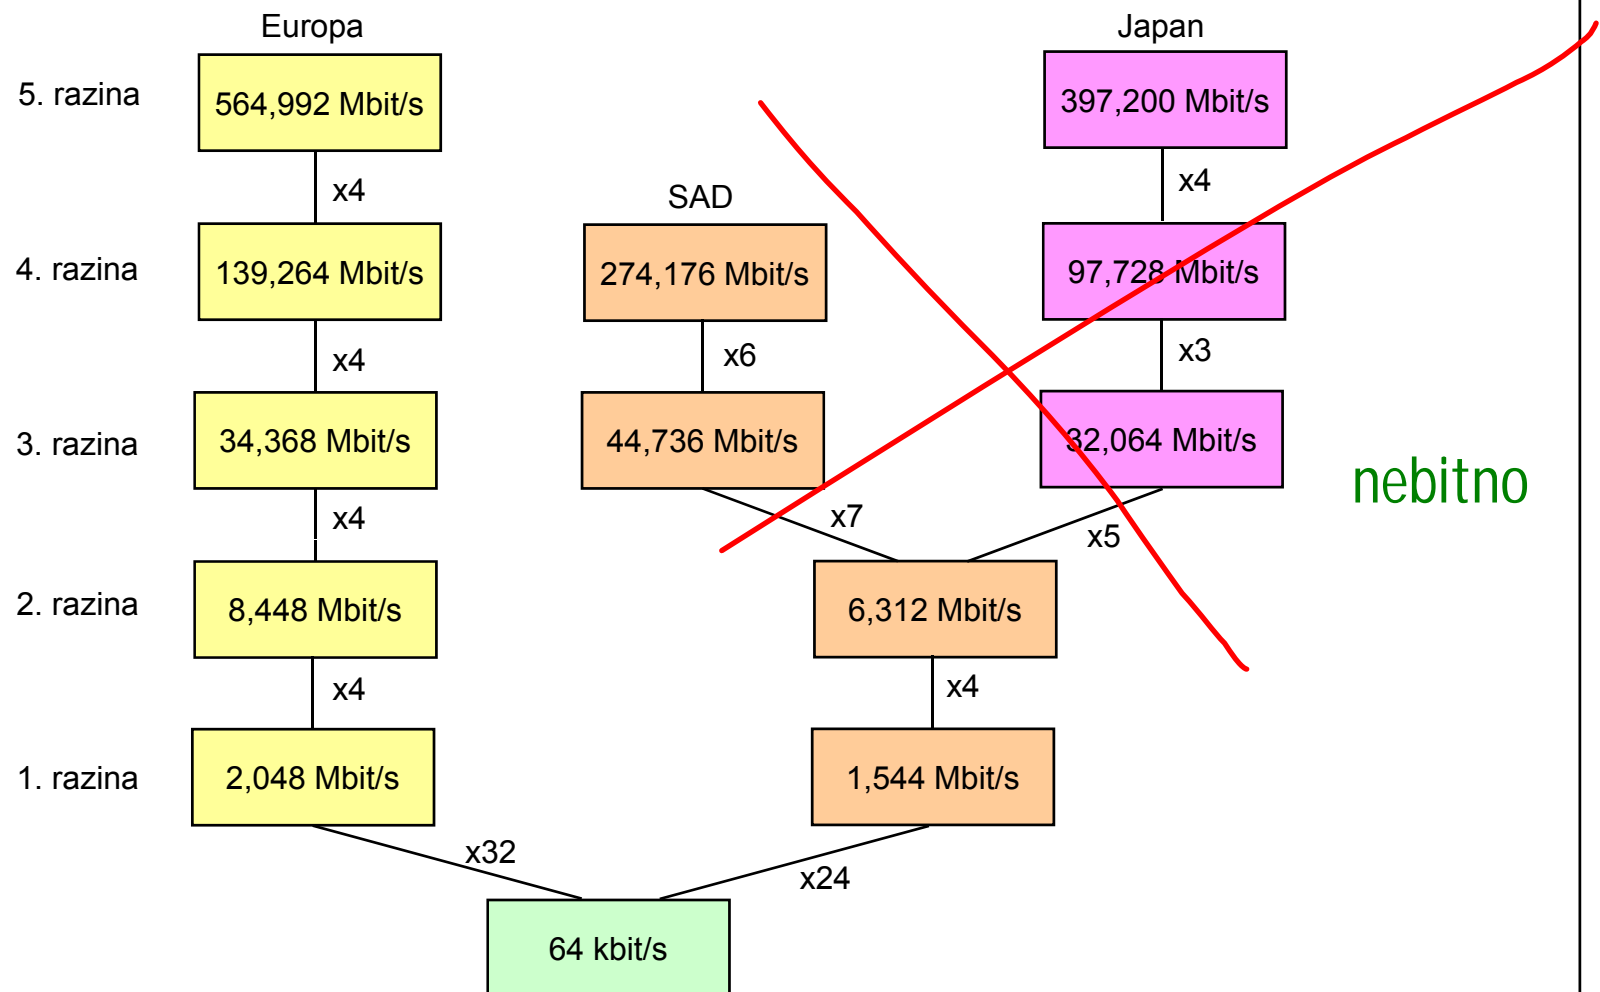 Europa
Japan
5. razina
564,992 Mbit/s
397,200 Mbit/s
x4
x4
SAD
4. razina
139,264 Mbit/s
274,176 Mbit/s
97,728 Mbit/s
x4
x6
x3
3. razina
34,368 Mbit/s
44,736 Mbit/s
32,064 Mbit/s
nebitno
x4
x7
x5
2. razina
8,448 Mbit/s
6,312 Mbit/s
x4
x4
1. razina
2,048 Mbit/s
1,544 Mbit/s
x32
x24
64 kbit/s